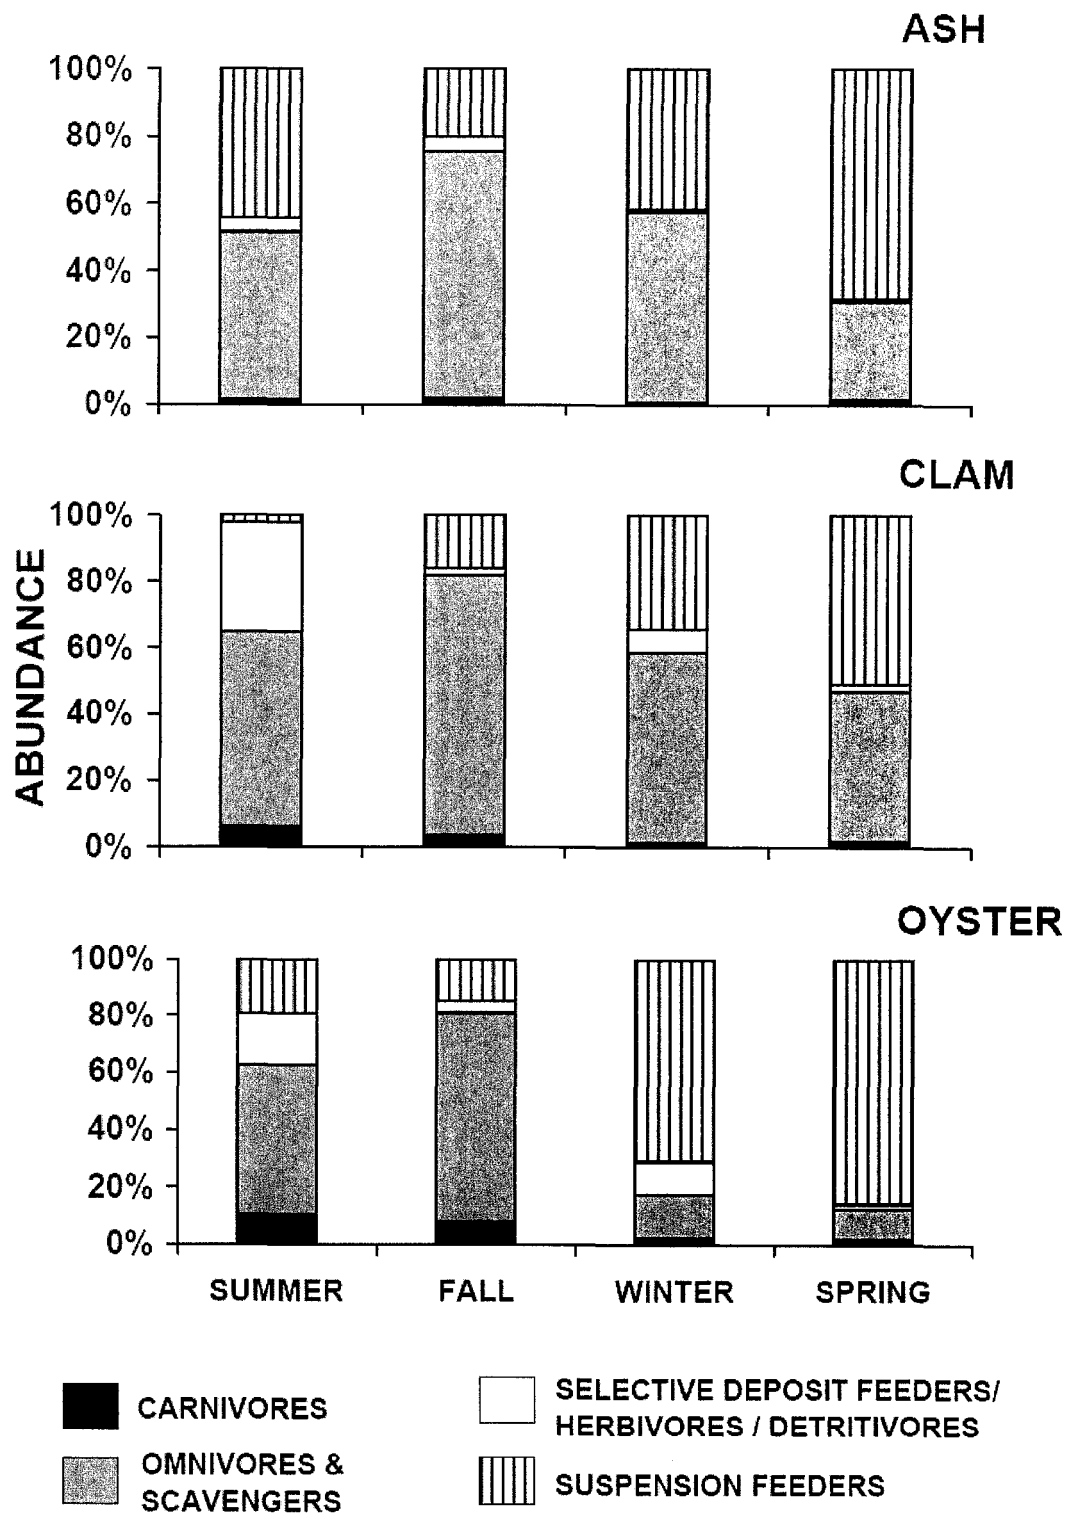 ASH
100%
80%
60%
40%
20%
0%
CLAM
100%
80%
60%
40%
20%
0%
ABUNDANCE
OYSTER
100%
80%
60%
40%
20%
0%
SUMMER FALL WINTER SPRING
CARNIVORES
OMNIVORES &
SCAVENGERS
SELECTIVE DEPOSIT FEEDERS/
HERBIVORES / DETRITIVORES
SUSPENSION FEEDERS